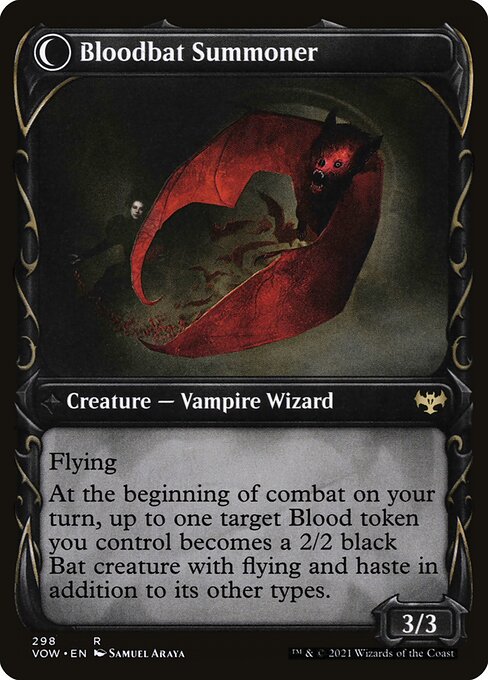 Bloodbat Summoner
Creature — Vampire Wizard
Flying
At the beginning of combat on your
turn, up to one target Blood token
you control becomes a 2/2 black
Bat creature with flying and haste in
addition to its other types.
3/3
298 R
VOW • EN Samuel Araya
™ & © 2021 Wizards of the Coast